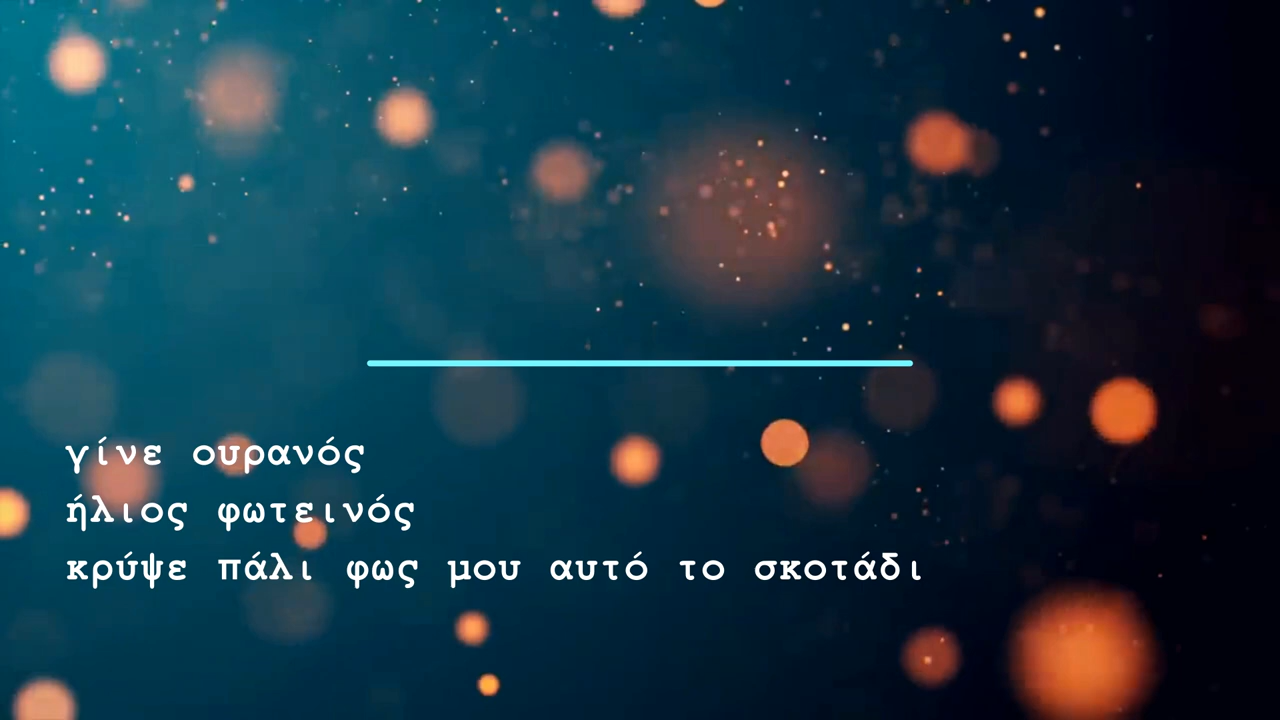 γίνε ουρανός
ήλιος φωτεινός
κρύψε πάλι φως μου αυτό το σκοτάδι